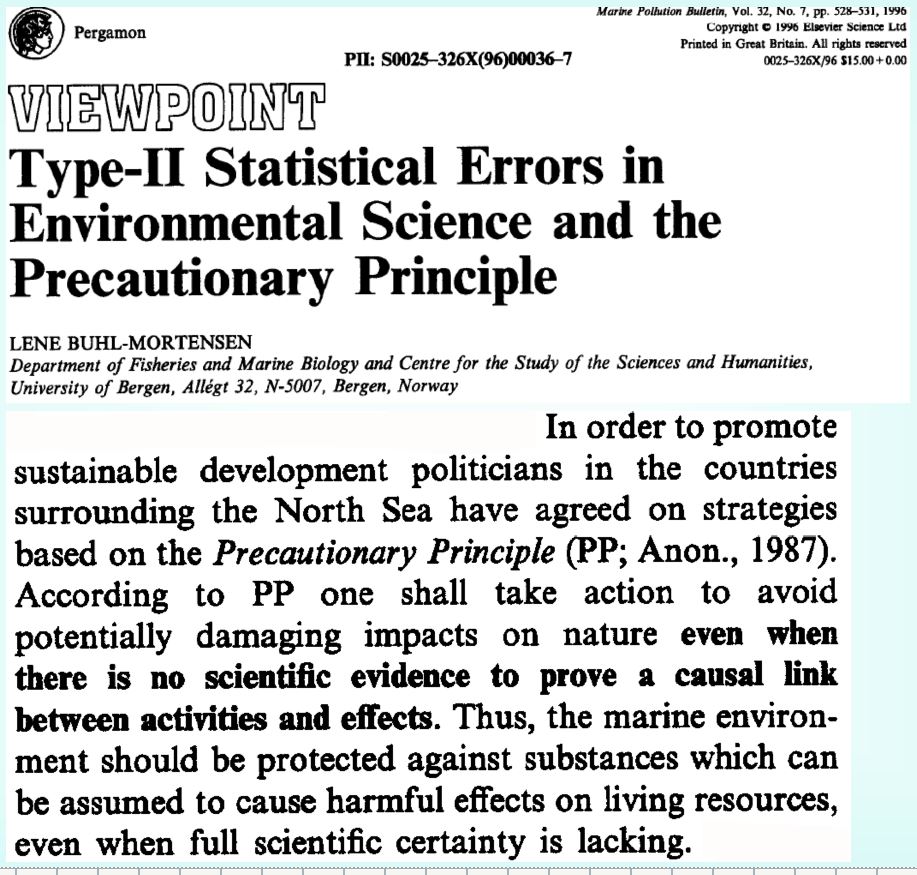 Pergamon
Marine Pollution Bulletin, Vol. 32, No. 7, pp. 528–531, 1996
Copyright © 1996 Elsevier Science Ltd
Printed in Great Britain. All rights reserved
0025–326X/96 $15.00+0.00
PII: S0025–326X(96)00036–7
VIEWPOINT
Type-II Statistical Errors in
Environmental Science and the
Precautionary Principle
LENE BUHL-MORTENSEN
Department of Fisheries and Marine Biology and Centre for the Study of the Sciences and Humanities,
University of Bergen, Allégt 32, N-5007, Bergen, Norway
In order to promote
sustainable development politicians in the countries
surrounding the North Sea have agreed on strategies
based on the Precautionary Principle (PP; Anon., 1987).
According to PP one shall take action to avoid
potentially damaging impacts on nature even when
there is no scientific evidence to prove a causal link
between activities and effects. Thus, the marine environ-
ment should be protected against substances which can
be assumed to cause harmful effects on living resources,
even when full scientific certainty is lacking.